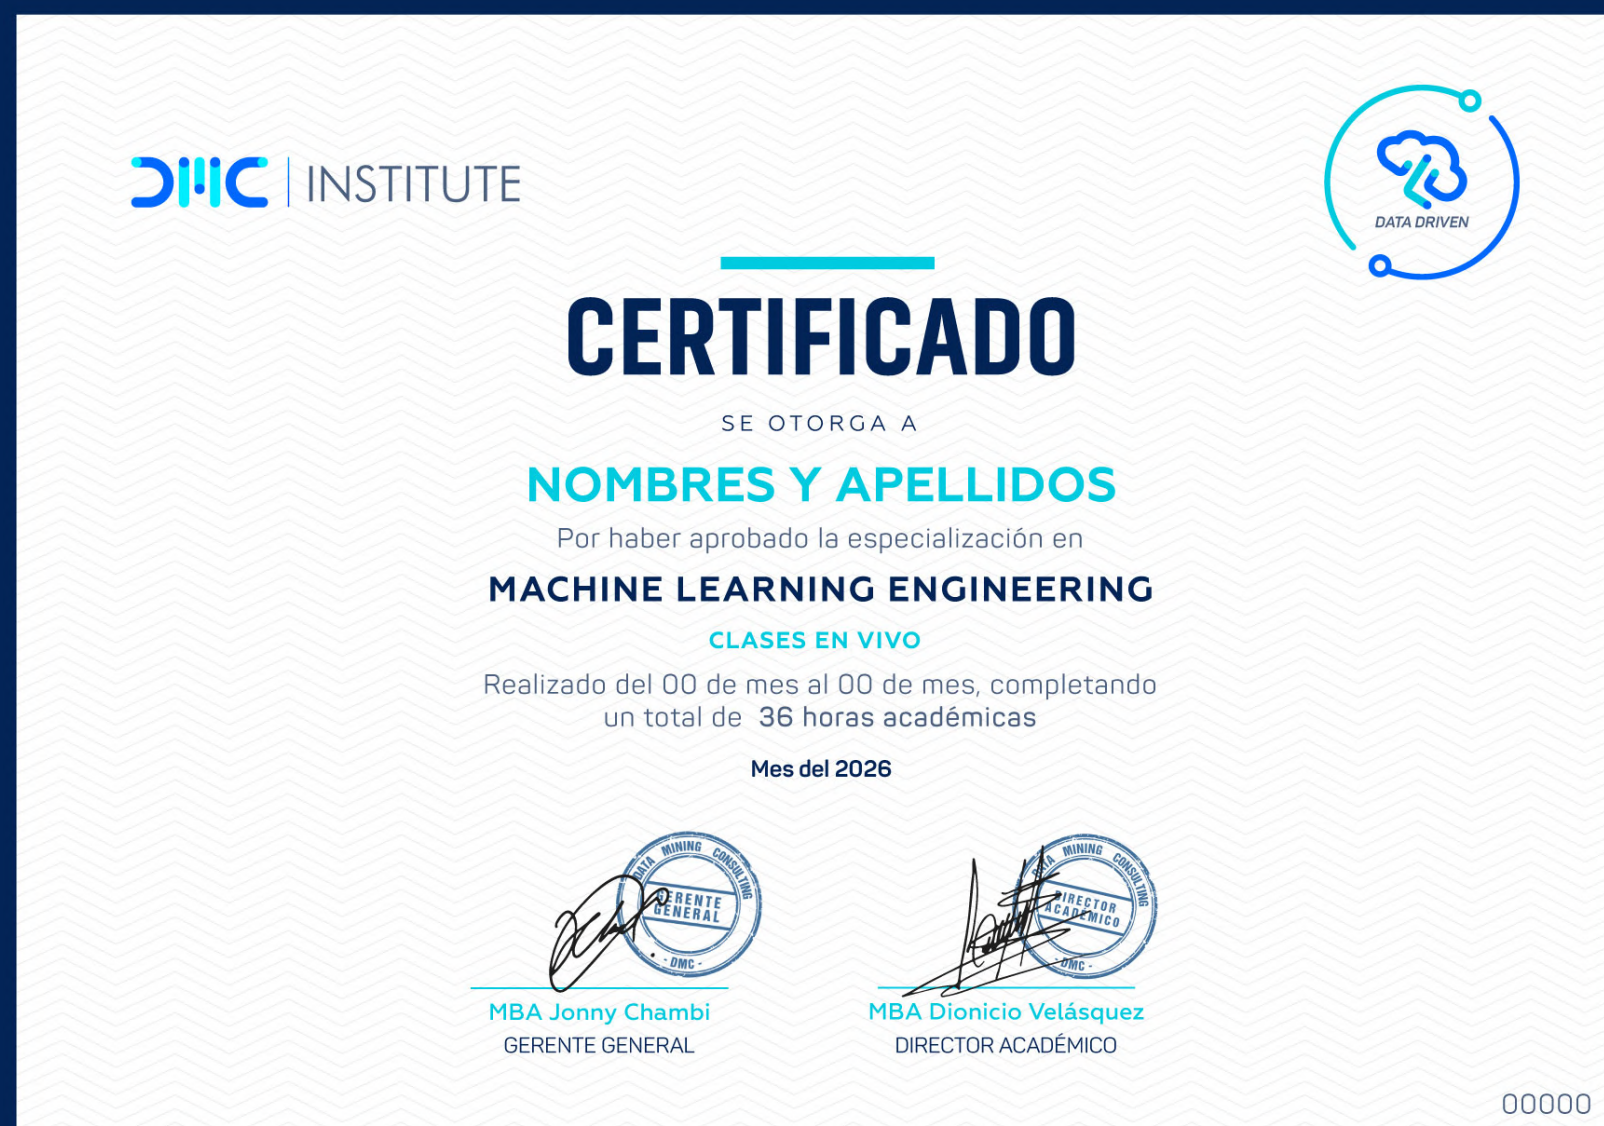 DMC | INSTITUTE
DATA DRIVEN
CERTIFICADO
SE OTORGA A
NOMBRES Y APELLIDOS
Por haber aprobado la especialización en
MACHINE LEARNING ENGINEERING
CLASES EN VIVO
Realizado del 00 de mes al 00 de mes, completando
un total de 36 horas académicas
Mes del 2026
DATA MINING CONSULTING
GERENTE
GENERAL
- DMC -
DATA MINING CONSULTING
DIRECTOR
ACADÉMICO
- DMC -
MBA Jonny Chambi
GERENTE GENERAL
MBA Dionicio Velásquez
DIRECTOR ACADÉMICO
00000